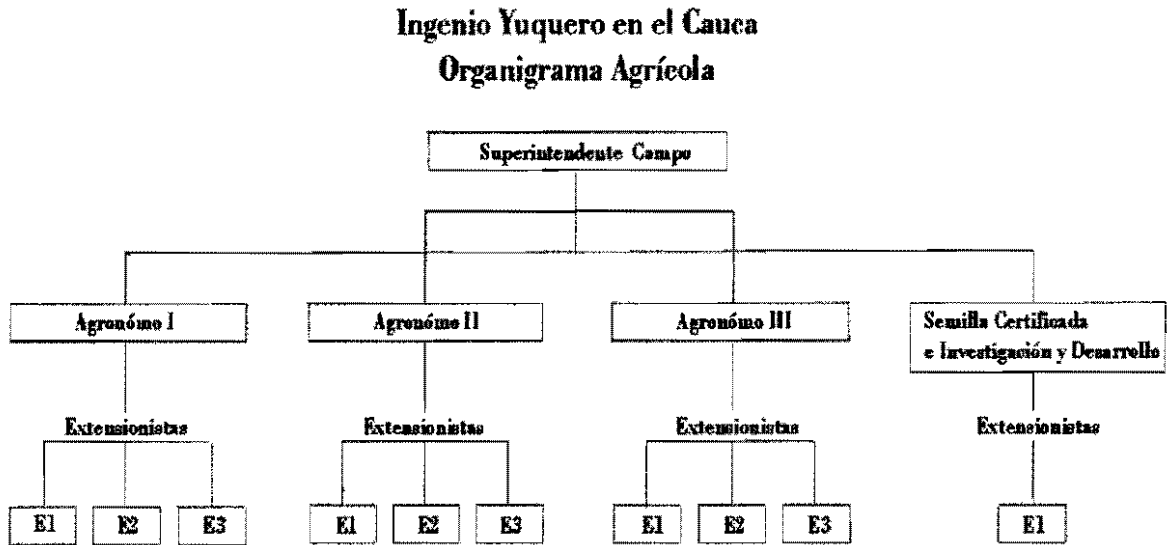 Ingenio Yuquero en el Cauca
Organigrama Agrícola
Superintendente Campo
Agronómo I
Agronómo II
Agronómo III
Semilla Certificada
e Investigación y Desarrollo
Extensionistas
Extensionistas
Extensionistas
Extensionistas
E1
E2
E3
E1
E2
E3
E1
E2
E3
E1